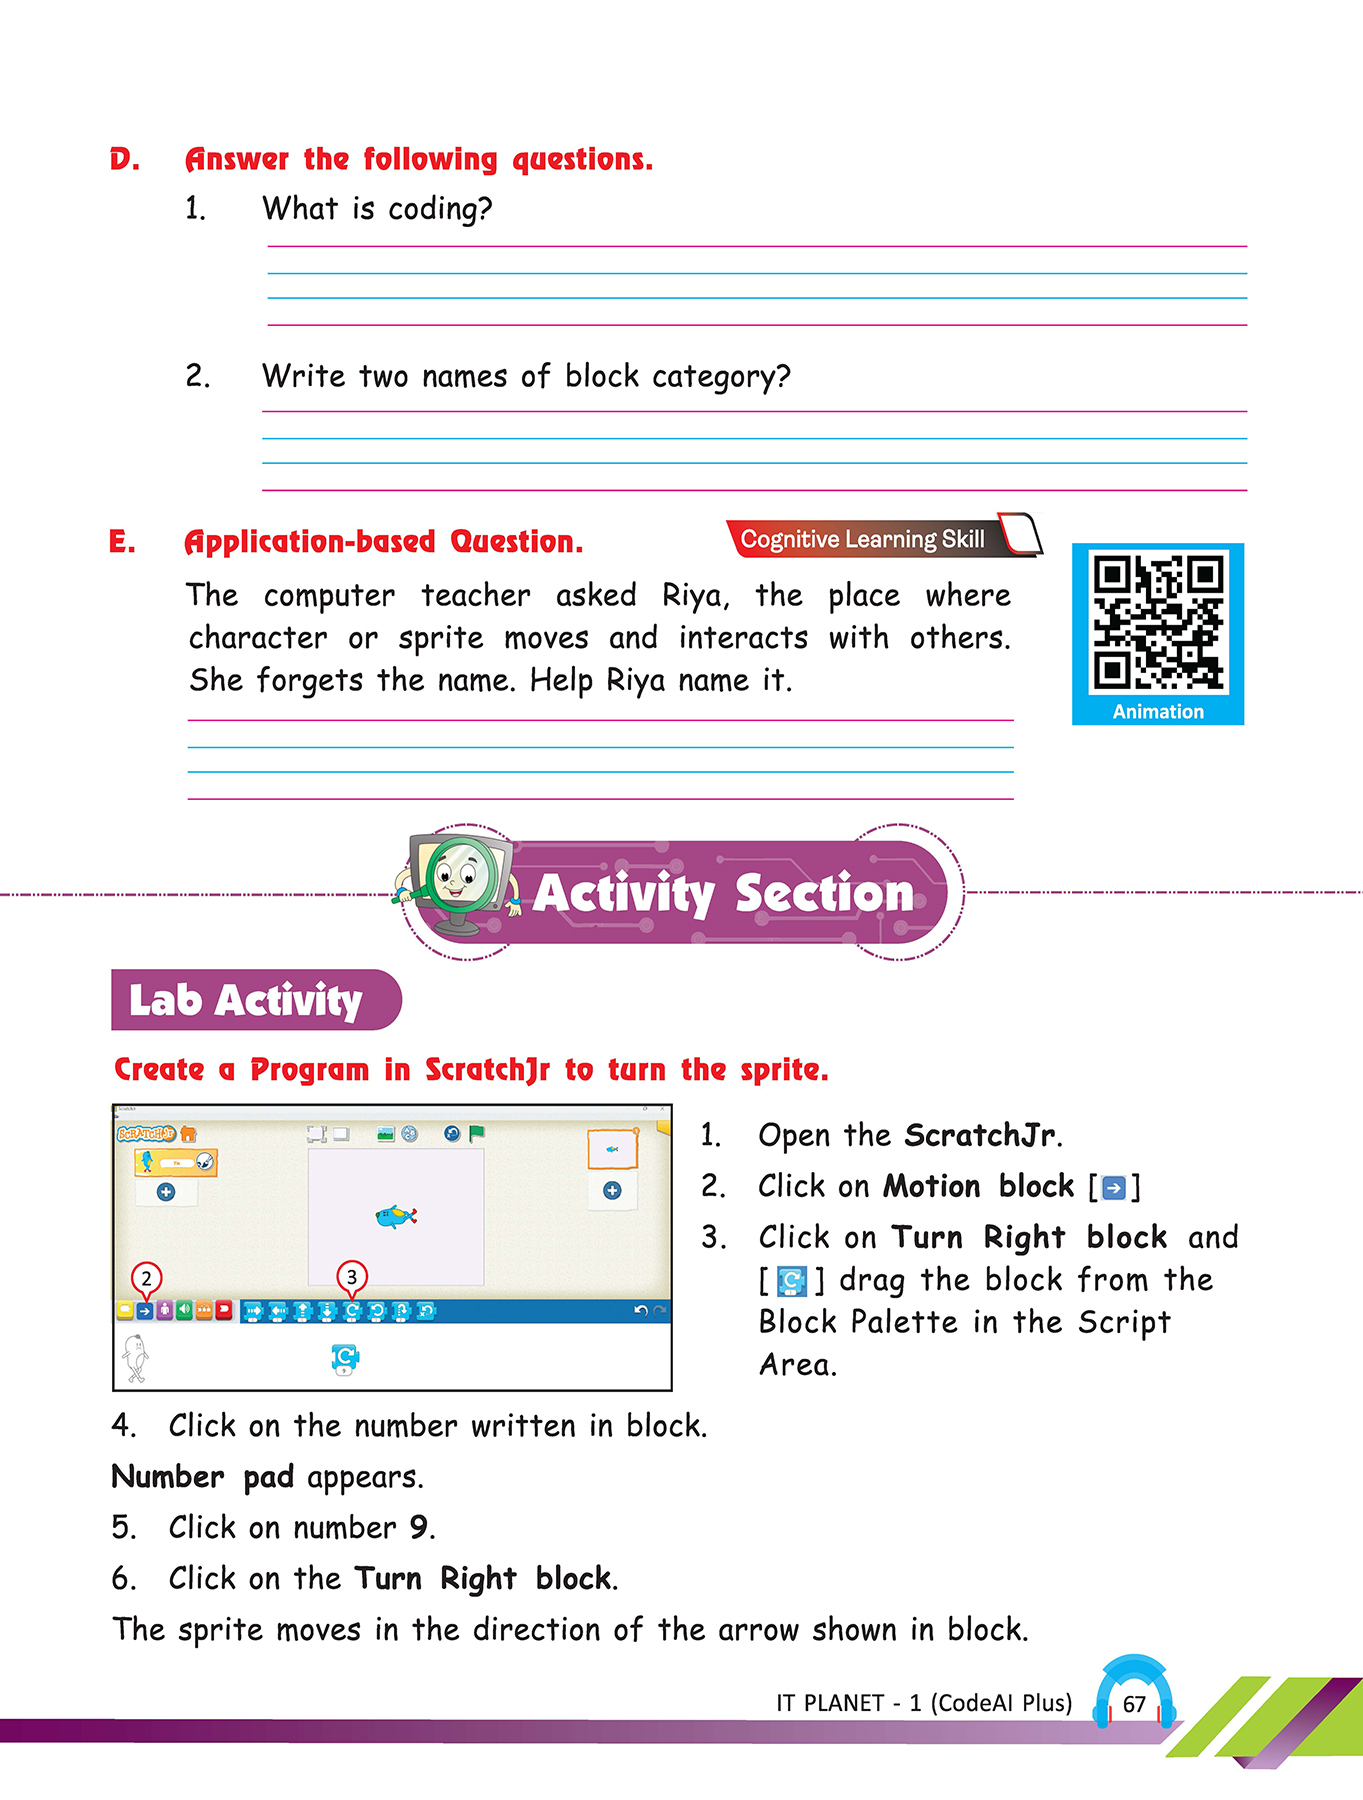 D. Answer the following questions.
1. What is coding?
2. Write two names of block category?
E. Application-based Question.
Cognitive Learning Skill
The computer teacher asked Riya, the place where
character or sprite moves and interacts with others.
She forgets the name. Help Riya name it.
Animation
Activity Section
Lab Activity
Create a Program in ScratchJr to turn the sprite.
SCRATCHJr
2
3
9
1. Open the ScratchJr.
2. Click on Motion block [ ]
3. Click on Turn Right block and
[ ] drag the block from the
Block Palette in the Script
Area.
4. Click on the number written in block.
Number pad appears.
5. Click on number 9.
6. Click on the Turn Right block.
The sprite moves in the direction of the arrow shown in block.
IT PLANET - 1 (CodeAI Plus) 67